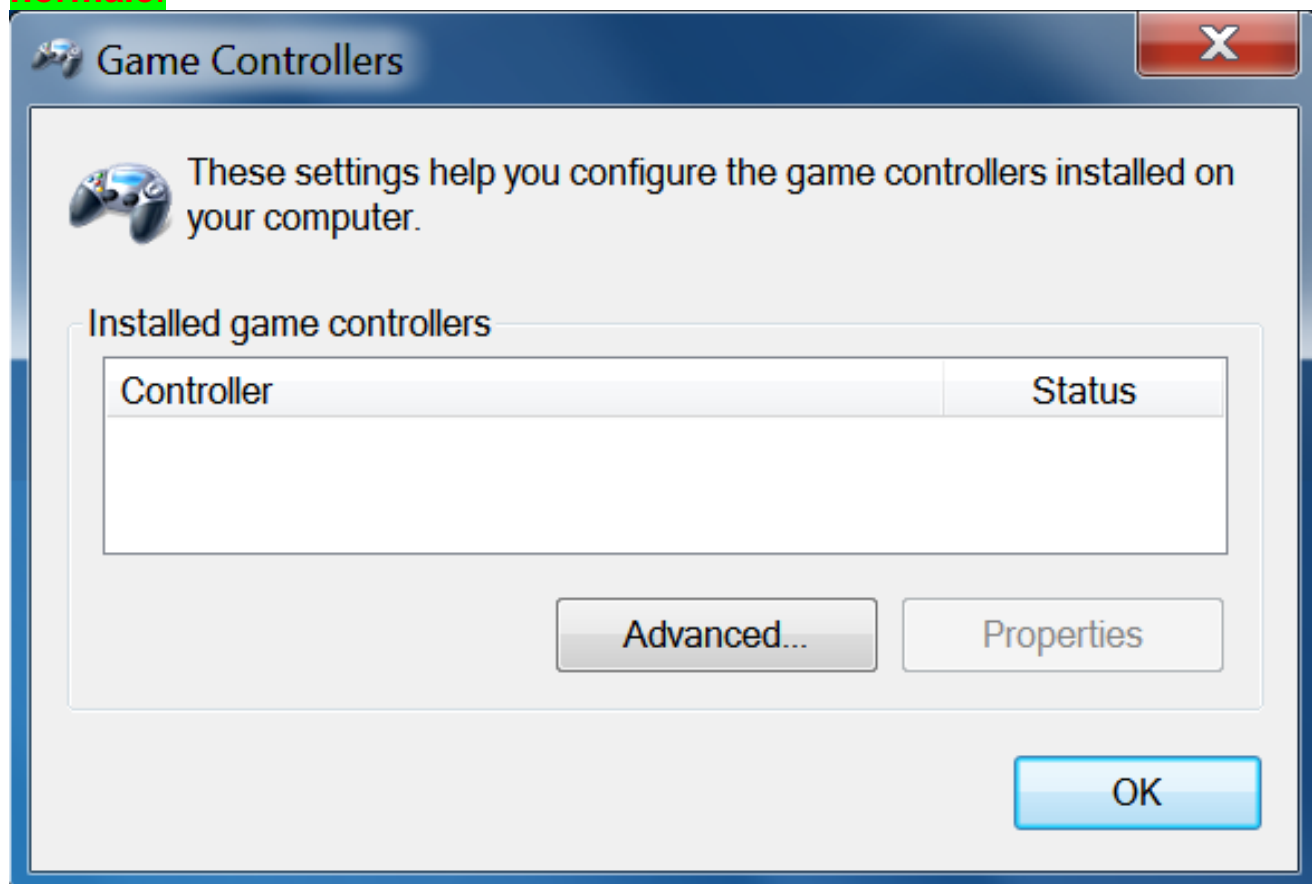 Game Controllers
These settings help you configure the game controllers installed on
your computer.
Installed game controllers
Controller Status
Advanced... Properties
OK